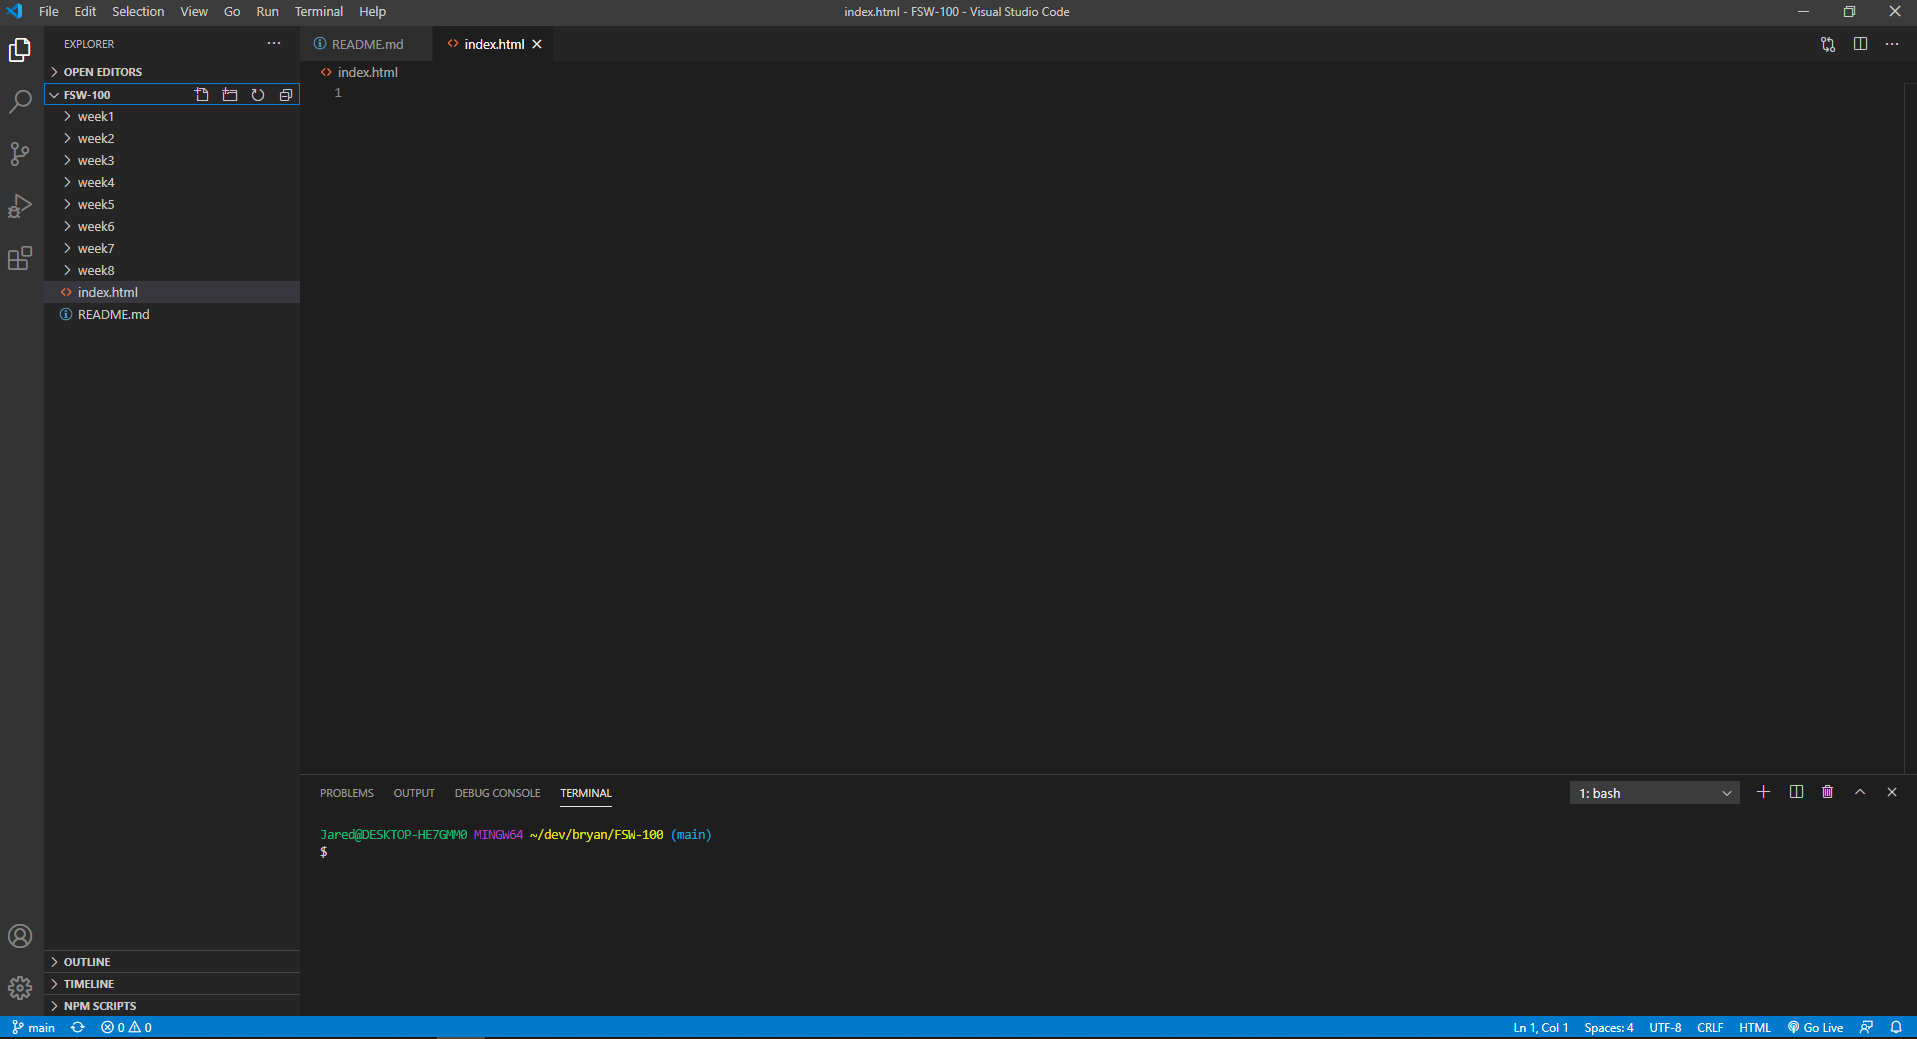 File Edit Selection View Go Run Terminal Help
index.html - FSW-100 - Visual Studio Code
EXPLORER
OPEN EDITORS
FSW-100
week1
week2
week3
week4
week5
week6
week7
week8
index.html
README.md
OUTLINE
TIMELINE
NPM SCRIPTS
README.md
index.html
index.html
1
PROBLEMS OUTPUT DEBUG CONSOLE TERMINAL
1: bash
Jared@DESKTOP-HE7GMM0 MINGW64 ~/dev/bryan/FSW-100 (main)
$
main 0 0
Ln 1, Col 1 Spaces: 4 UTF-8 CRLF HTML Go Live